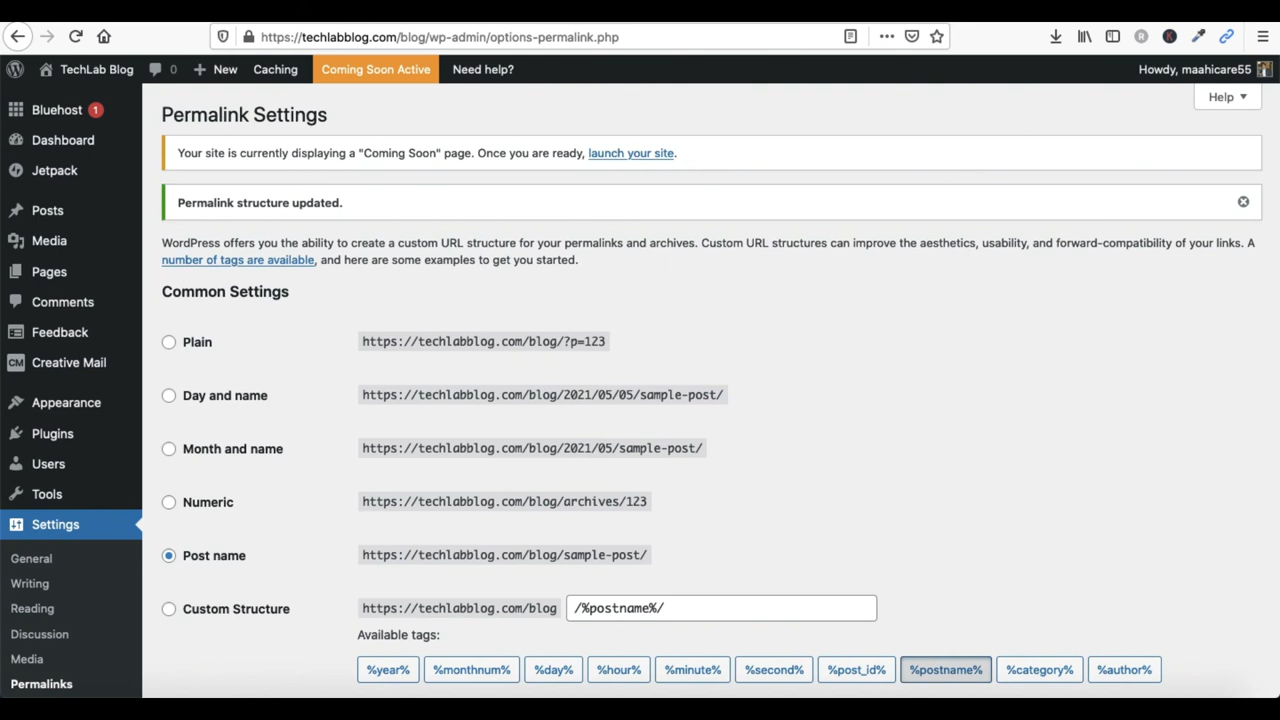 https://techlabblog.com/blog/wp-admin/options-permalink.php
TechLab Blog 0 New Caching Coming Soon Active Need help? Howdy, maahicare55
Bluehost 1
Dashboard
Jetpack
Posts
Media
Pages
Comments
Feedback
CM Creative Mail
Appearance
Plugins
Users
Tools
Settings
General
Writing
Reading
Discussion
Media
Permalinks
Help
Permalink Settings
Your site is currently displaying a "Coming Soon" page. Once you are ready, launch your site.
Permalink structure updated.
WordPress offers you the ability to create a custom URL structure for your permalinks and archives. Custom URL structures can improve the aesthetics, usability, and forward-compatibility of your links. A
number of tags are available, and here are some examples to get you started.
Common Settings
Plain https://techlabblog.com/blog/?p=123
Day and name https://techlabblog.com/blog/2021/05/05/sample-post/
Month and name https://techlabblog.com/blog/2021/05/sample-post/
Numeric https://techlabblog.com/blog/archives/123
Post name https://techlabblog.com/blog/sample-post/
Custom Structure https://techlabblog.com/blog /%postname%/
Available tags:
%year% %monthnum% %day% %hour% %minute% %second% %post_id% %postname% %category% %author%